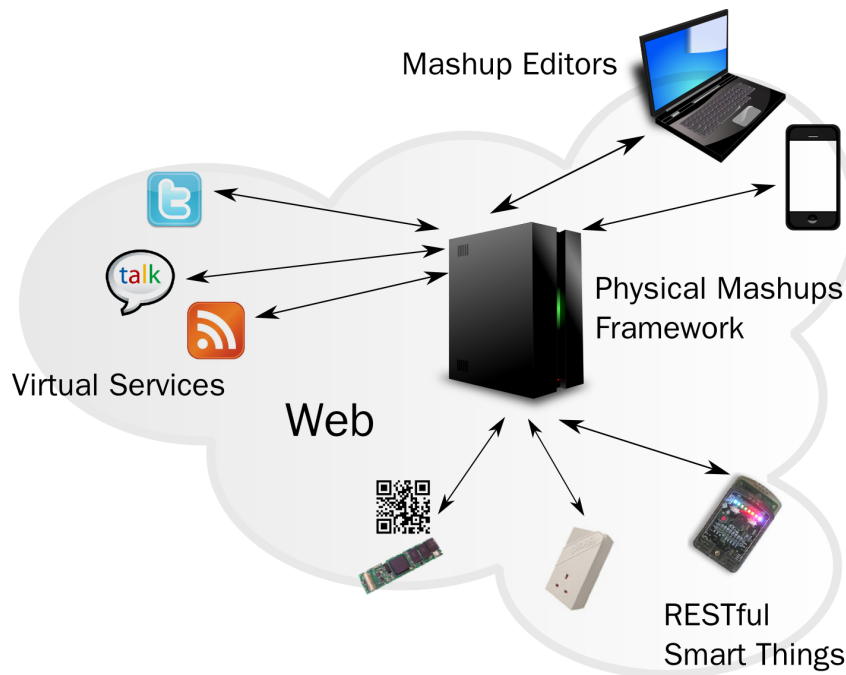 Mashup Editors
talk
Physical Mashups
Framework
Virtual Services
Web
RESTful
Smart Things